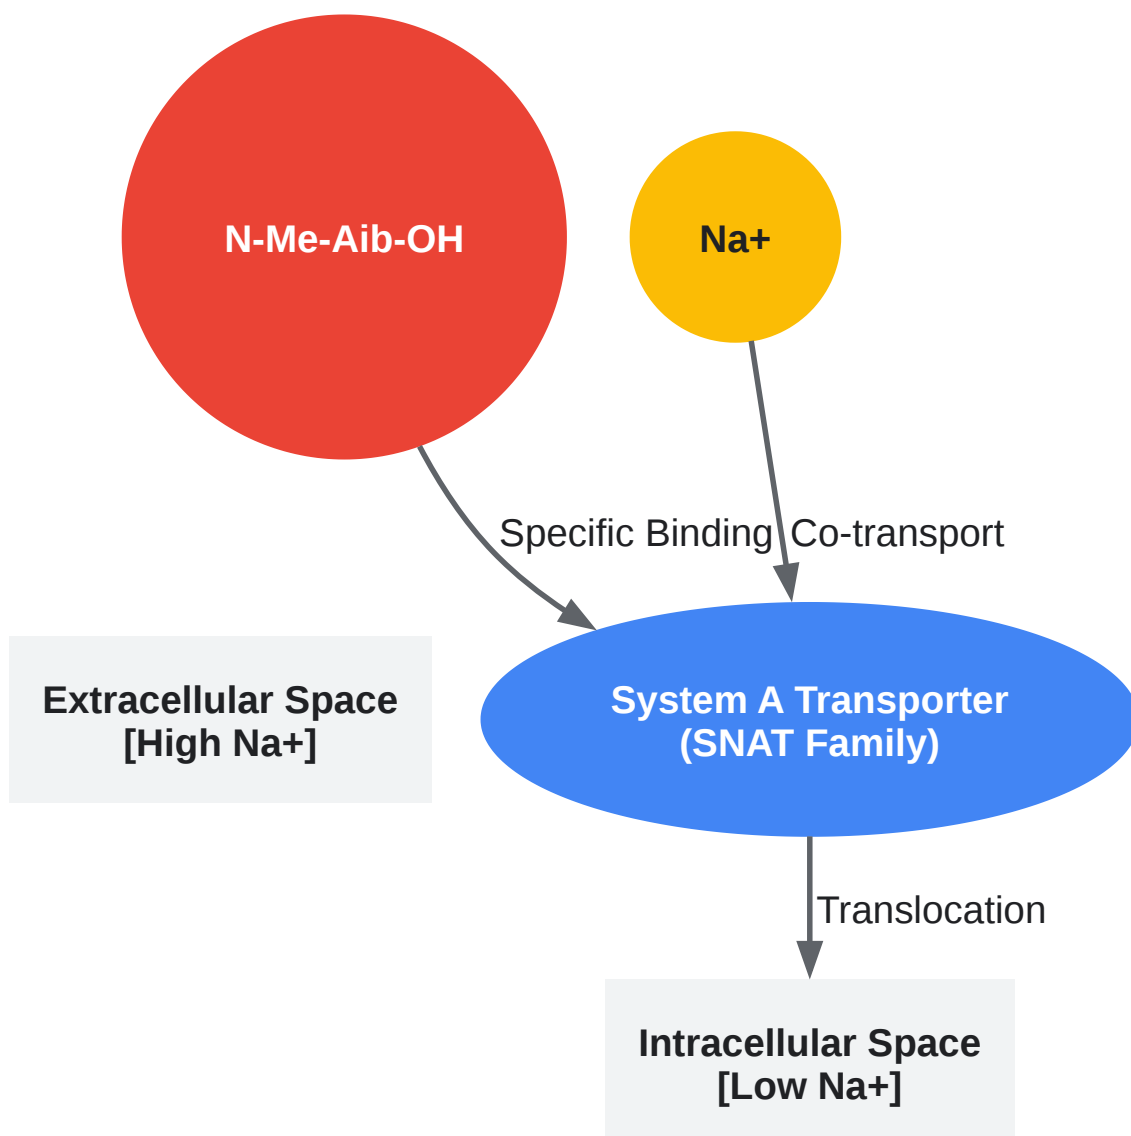 N-Me-Aib-OH
Na+
Specific Binding
Co-transport
Extracellular Space
[High Na+]
System A Transporter
(SNAT Family)
Translocation
Intracellular Space
[Low Na+]